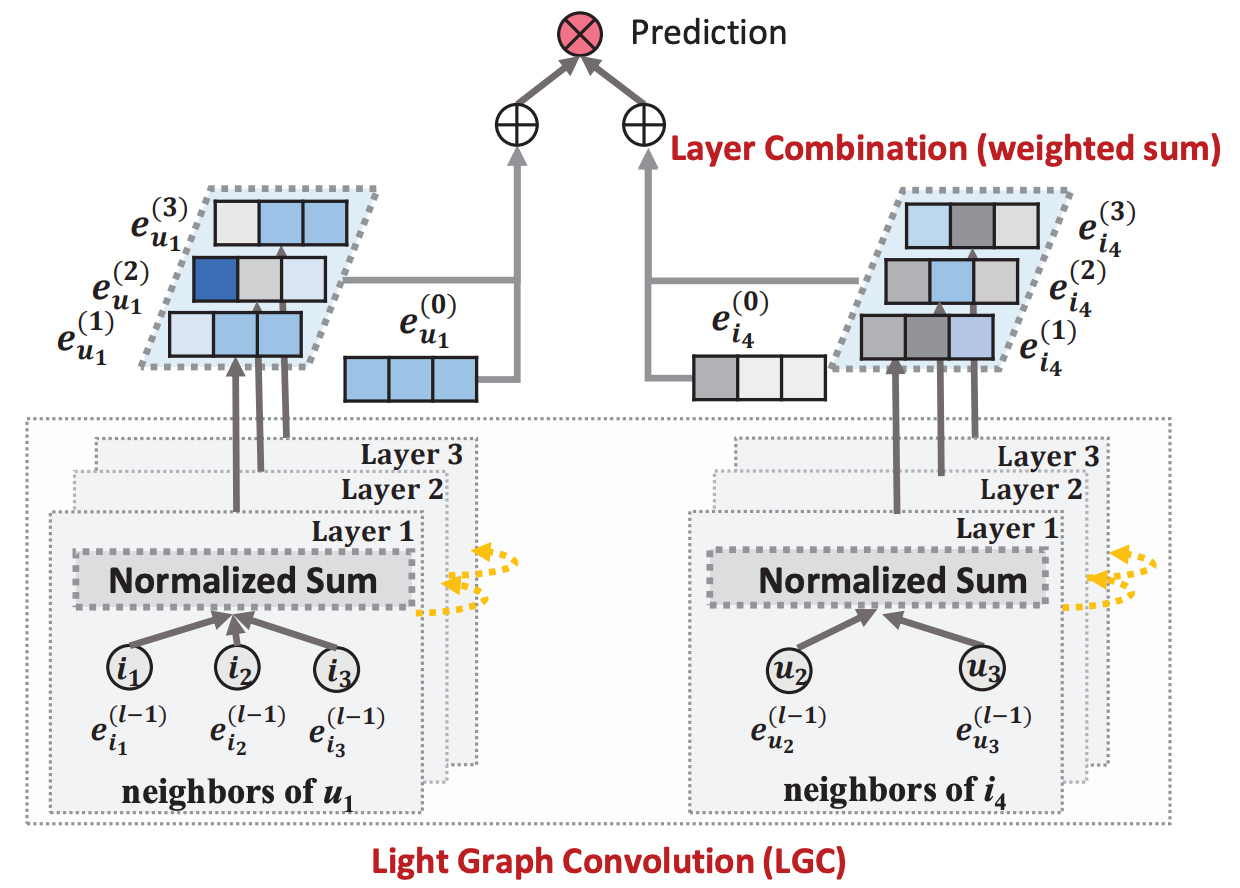 Prediction
Layer Combination (weighted sum)
e_{u_1}^{(3)}
e_{u_1}^{(2)}
e_{u_1}^{(1)}
e_{u_1}^{(0)}
e_{i_4}^{(0)}
e_{i_4}^{(3)}
e_{i_4}^{(2)}
e_{i_4}^{(1)}
Layer 3
Layer 2
Layer 1
Normalized Sum
i_1 i_2 i_3
e_{i_1}^{(l-1)} e_{i_2}^{(l-1)} e_{i_3}^{(l-1)}
neighbors of u_1
Layer 3
Layer 2
Layer 1
Normalized Sum
u_2 u_3
e_{u_2}^{(l-1)} e_{u_3}^{(l-1)}
neighbors of i_4
Light Graph Convolution (LGC)